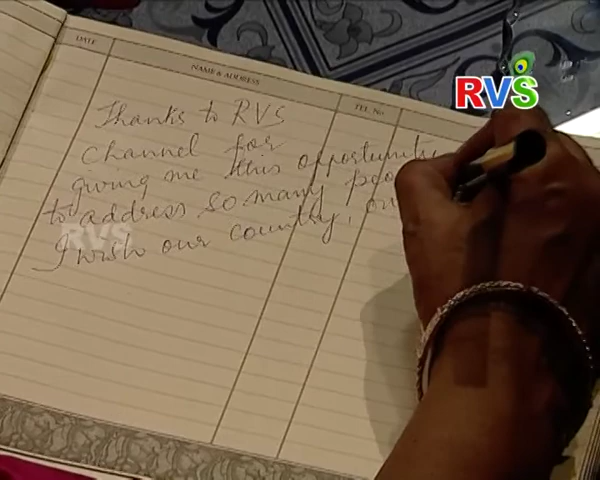 DATE
NAME & ADDRESS
TEL. No.
RVS
Thanks to RVS
channel for
giving me this opportunity
to address so many
I wish our country,
RVS